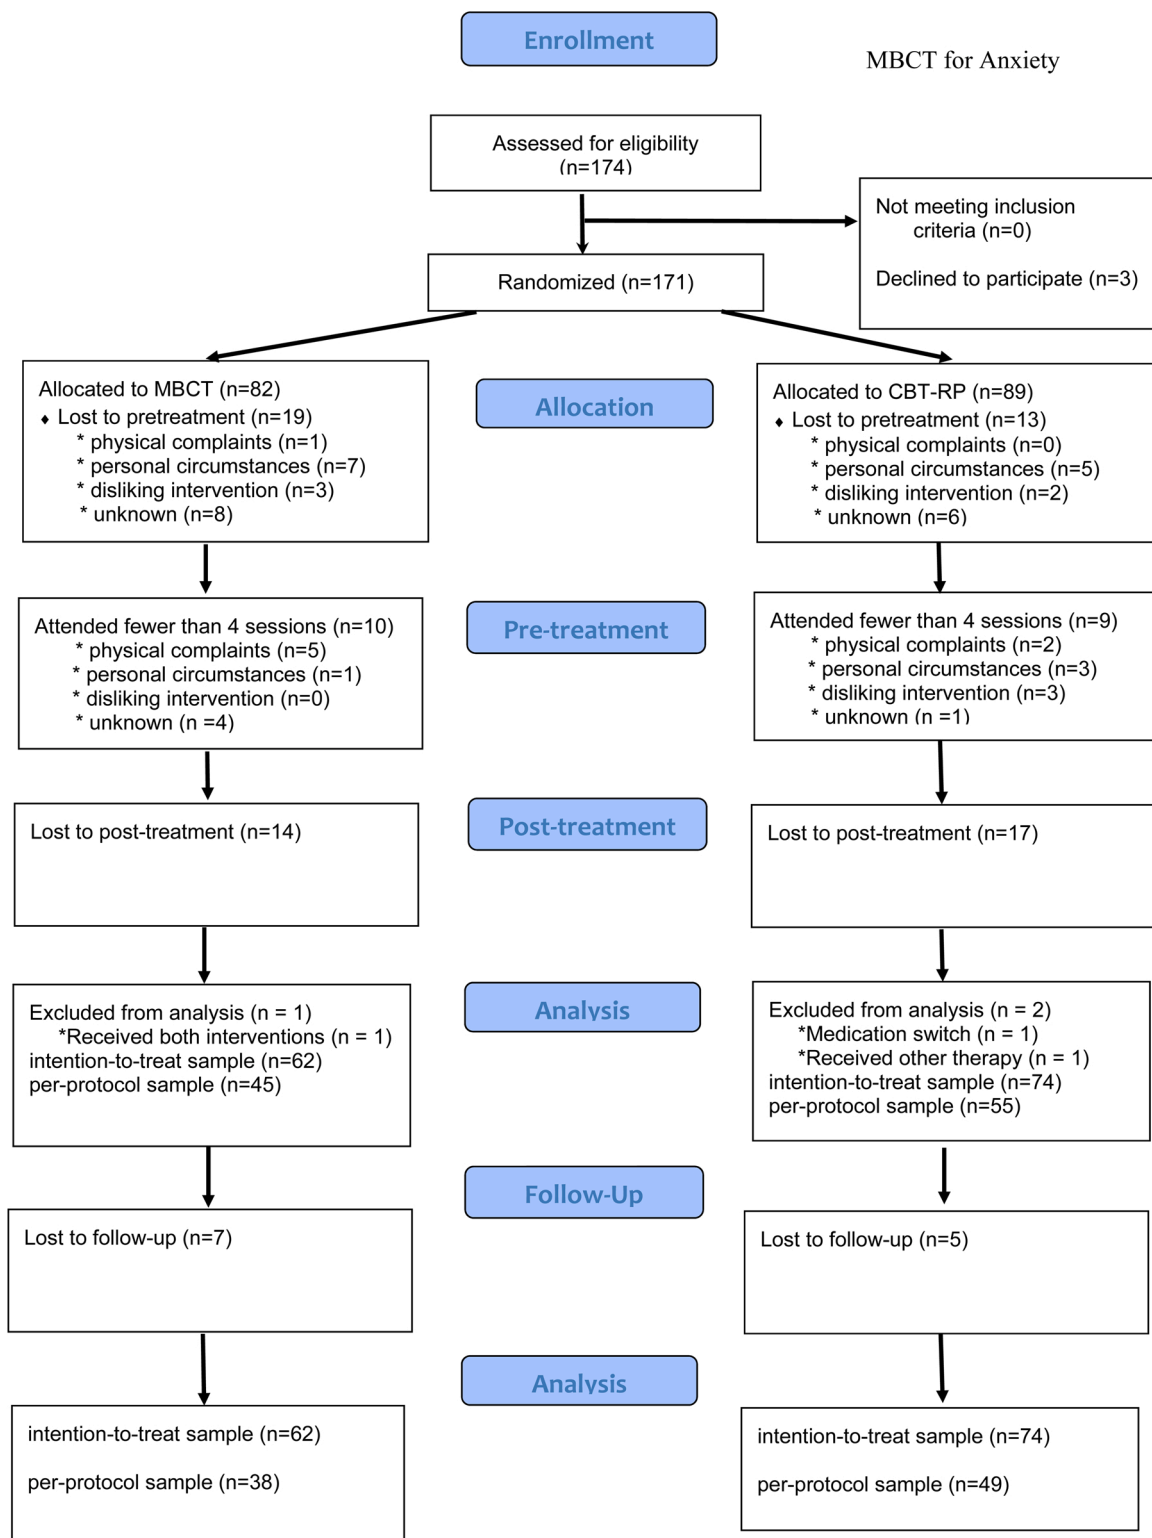 Enrollment
MBCT for Anxiety
Assessed for eligibility
(n=174)
Not meeting inclusion
criteria (n=0)
Declined to participate (n=3)
Randomized (n=171)
Allocated to MBCT (n=82)
♦ Lost to pretreatment (n=19)
* physical complaints (n=1)
* personal circumstances (n=7)
* disliking intervention (n=3)
* unknown (n=8)
Allocation
Allocated to CBT-RP (n=89)
♦ Lost to pretreatment (n=13)
* physical complaints (n=0)
* personal circumstances (n=5)
* disliking intervention (n=2)
* unknown (n=6)
Attended fewer than 4 sessions (n=10)
* physical complaints (n=5)
* personal circumstances (n=1)
* disliking intervention (n=0)
* unknown (n =4)
Pre-treatment
Attended fewer than 4 sessions (n=9)
* physical complaints (n=2)
* personal circumstances (n=3)
* disliking intervention (n=3)
* unknown (n =1)
Lost to post-treatment (n=14)
Post-treatment
Lost to post-treatment (n=17)
Excluded from analysis (n = 1)
*Received both interventions (n = 1)
intention-to-treat sample (n=62)
per-protocol sample (n=45)
Analysis
Excluded from analysis (n = 2)
*Medication switch (n = 1)
*Received other therapy (n = 1)
intention-to-treat sample (n=74)
per-protocol sample (n=55)
Follow-Up
Lost to follow-up (n=7)
Lost to follow-up (n=5)
Analysis
intention-to-treat sample (n=62)
per-protocol sample (n=38)
intention-to-treat sample (n=74)
per-protocol sample (n=49)